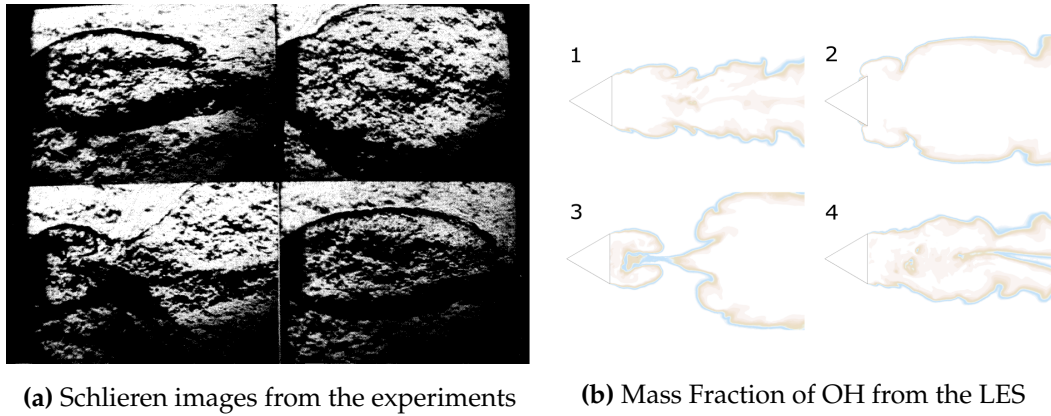 1
2
3
4
(a) Schlieren images from the experiments
(b) Mass Fraction of OH from the LES